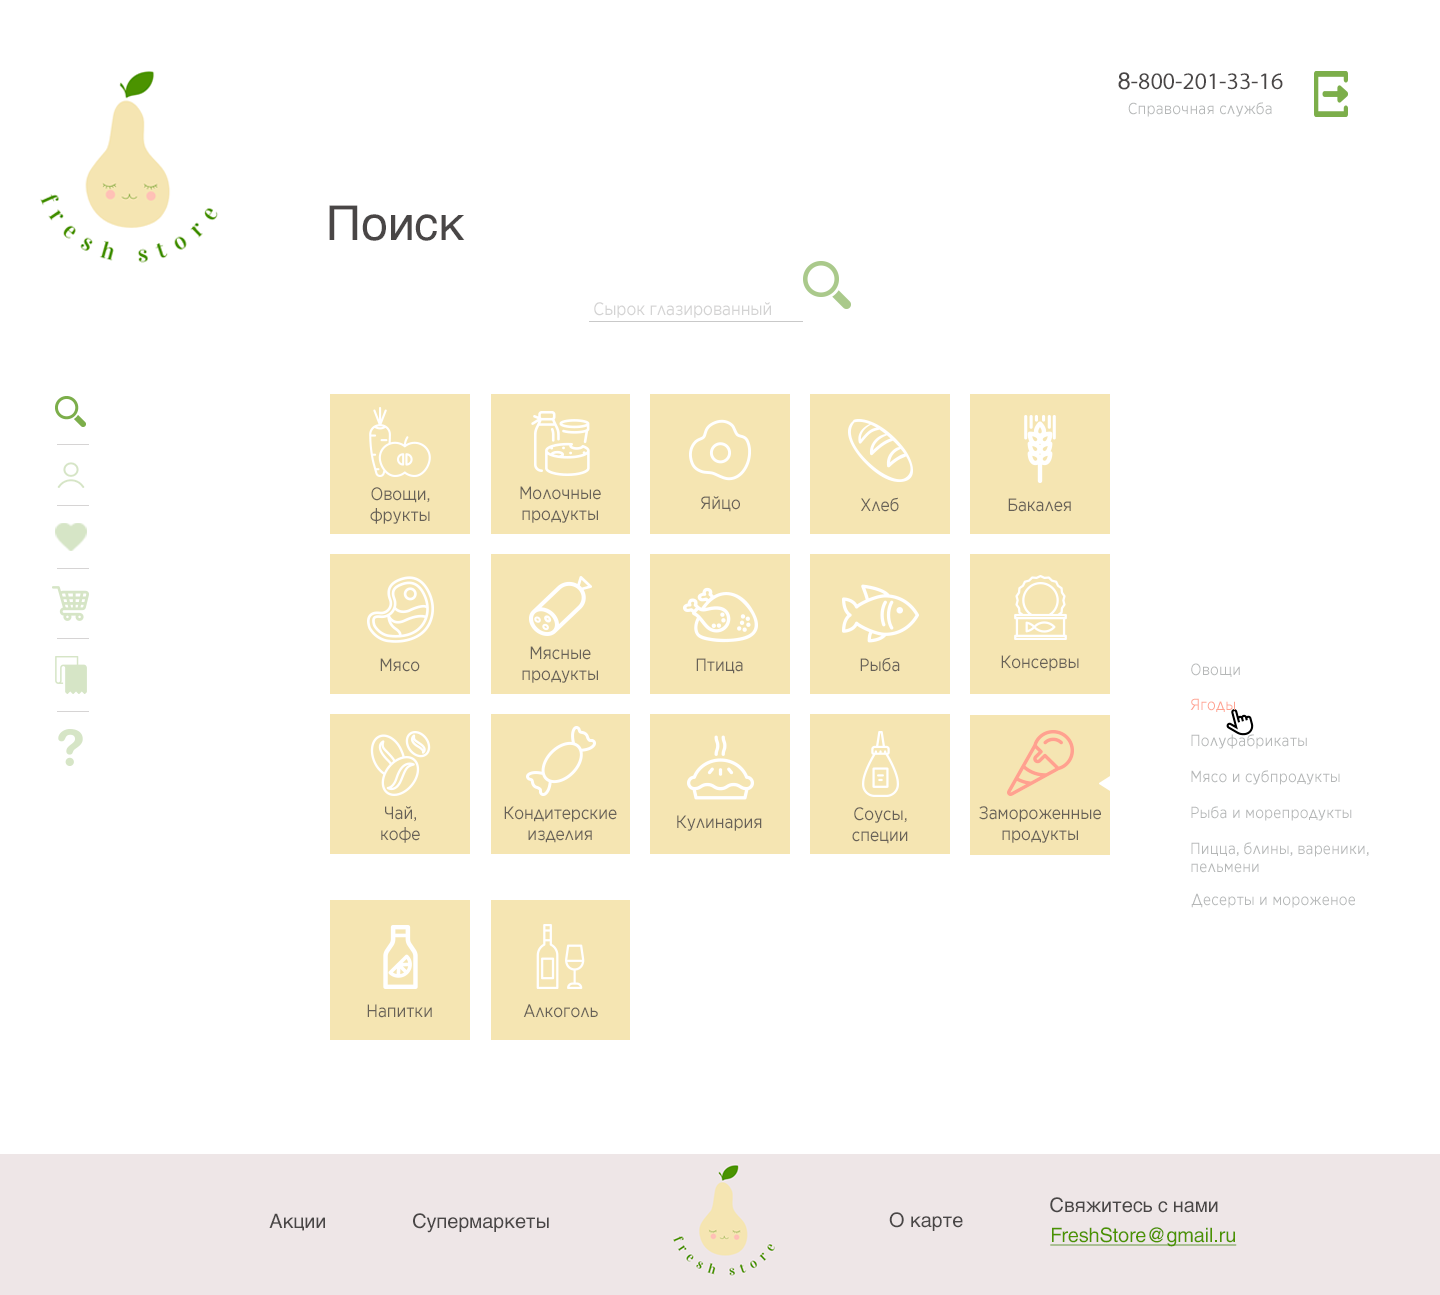 8-800-201-33-16
Справочная служба
fresh store
Поиск
Сырок глазированный
Овощи,
фрукты
Молочные
продукты
Яйцо
Хлеб
Бакалея
Мясо
Мясные
продукты
Птица
Рыба
Консервы
Чай,
кофе
Кондитерские
изделия
Кулинария
Соусы,
специи
Замороженные
продукты
Овощи
Ягоды
Полуфабрикаты
Мясо и субпродукты
Рыба и морепродукты
Пицца, блины, вареники,
пельмени
Десерты и мороженое
Напитки
Алкоголь
Акции
Супермаркеты
fresh store
О карте
Свяжитесь с нами
FreshStore@gmail.ru